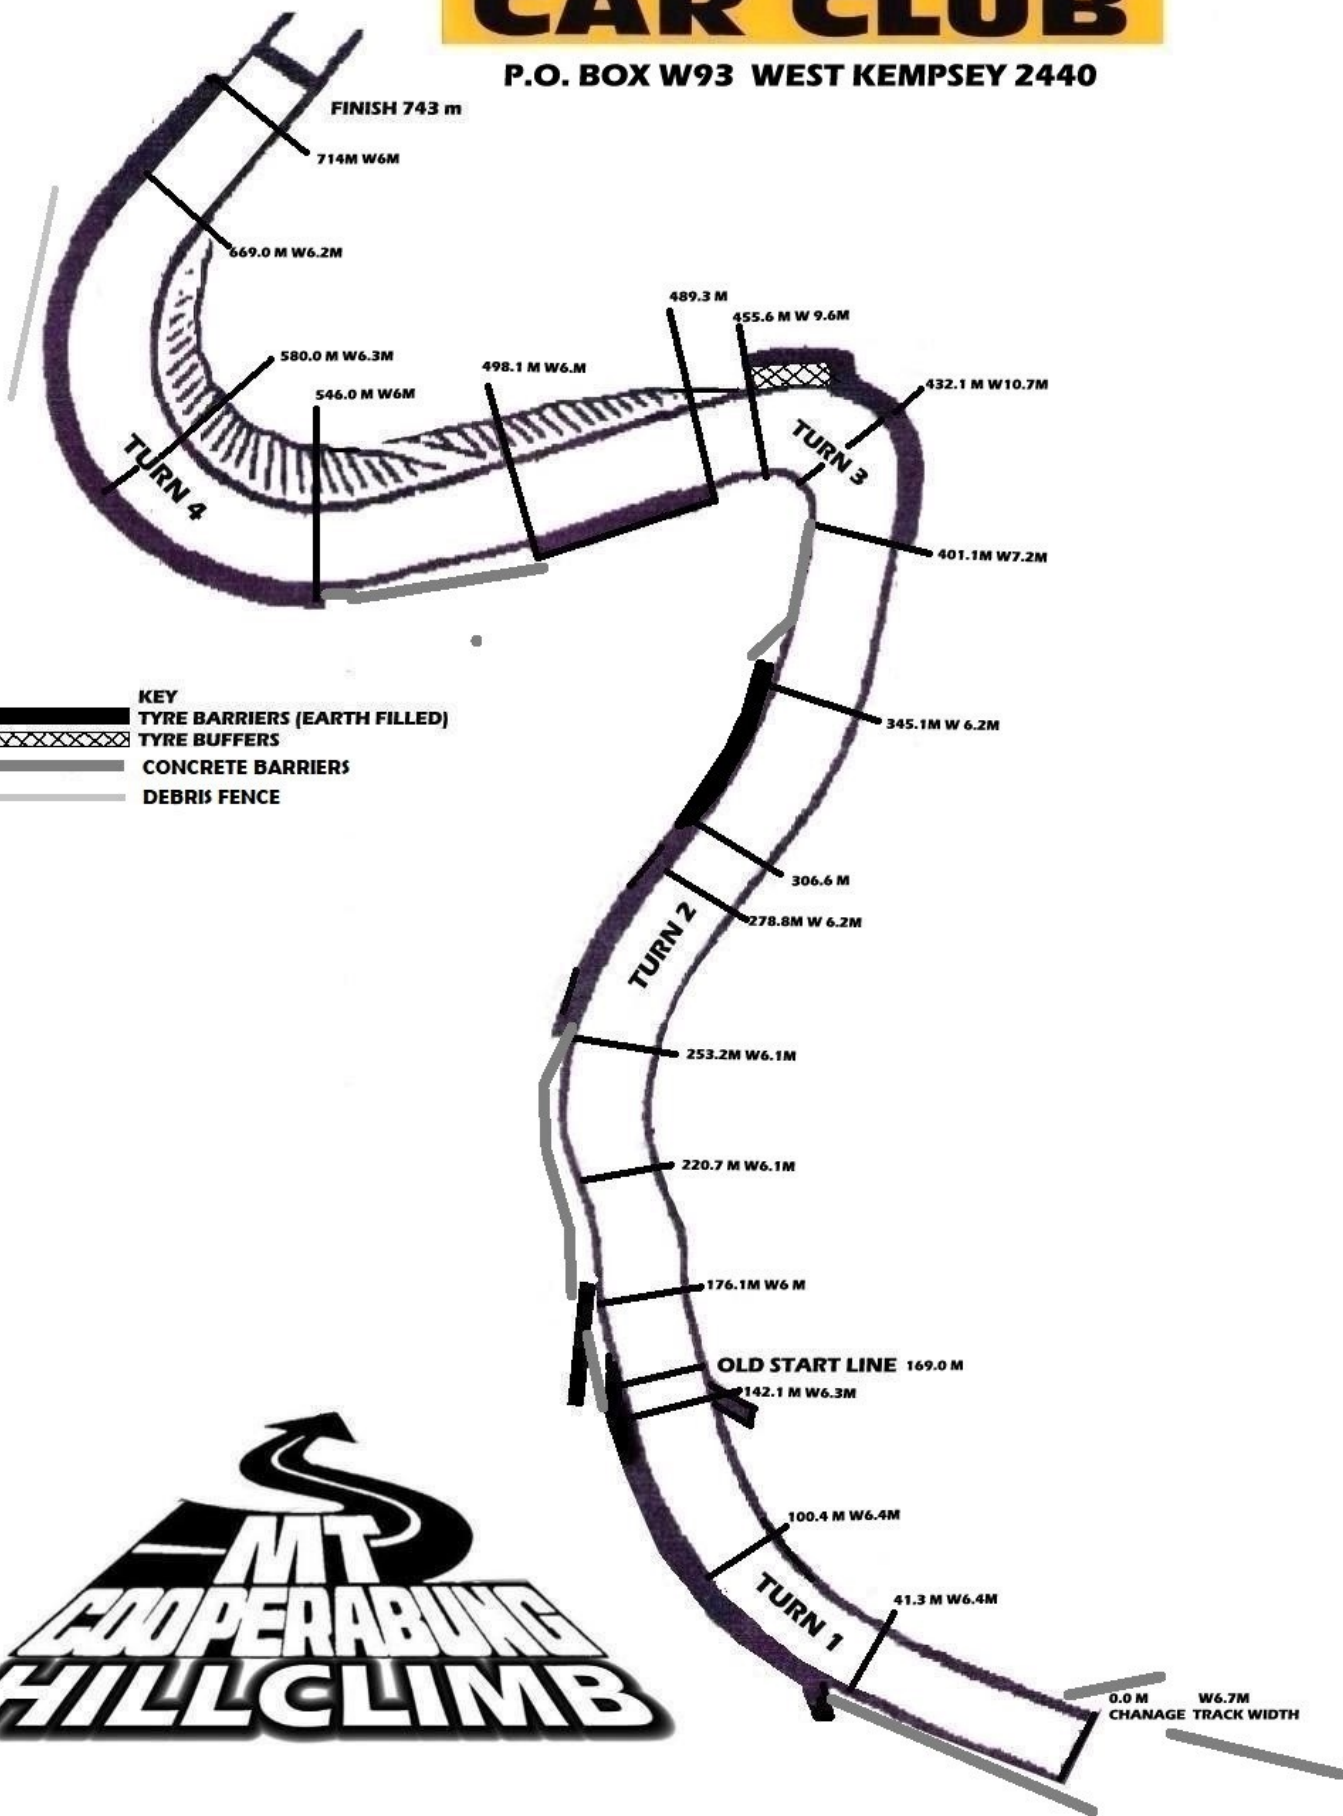 CAR CLUB
P.O. BOX W93 WEST KEMPSEY 2440
FINISH 743 m
714M W6M
669.0 M W6.2M
489.3 M
455.6 M W 9.6M
580.0 M W6.3M
498.1 M W6.M
432.1 M W10.7M
546.0 M W6M
TURN 3
TURN 4
401.1M W7.2M
KEY
TYRE BARRIERS (EARTH FILLED)
TYRE BUFFERS
CONCRETE BARRIERS
DEBRIS FENCE
345.1M W 6.2M
306.6 M
278.8M W 6.2M
TURN 2
253.2M W6.1M
220.7 M W6.1M
176.1M W6 M
OLD START LINE 169.0 M
142.1 M W6.3M
100.4 M W6.4M
TURN 1
41.3 M W6.4M
0.0 M W6.7M
CHANAGE TRACK WIDTH
MT
COOPERABUNG
HILLCLIMB